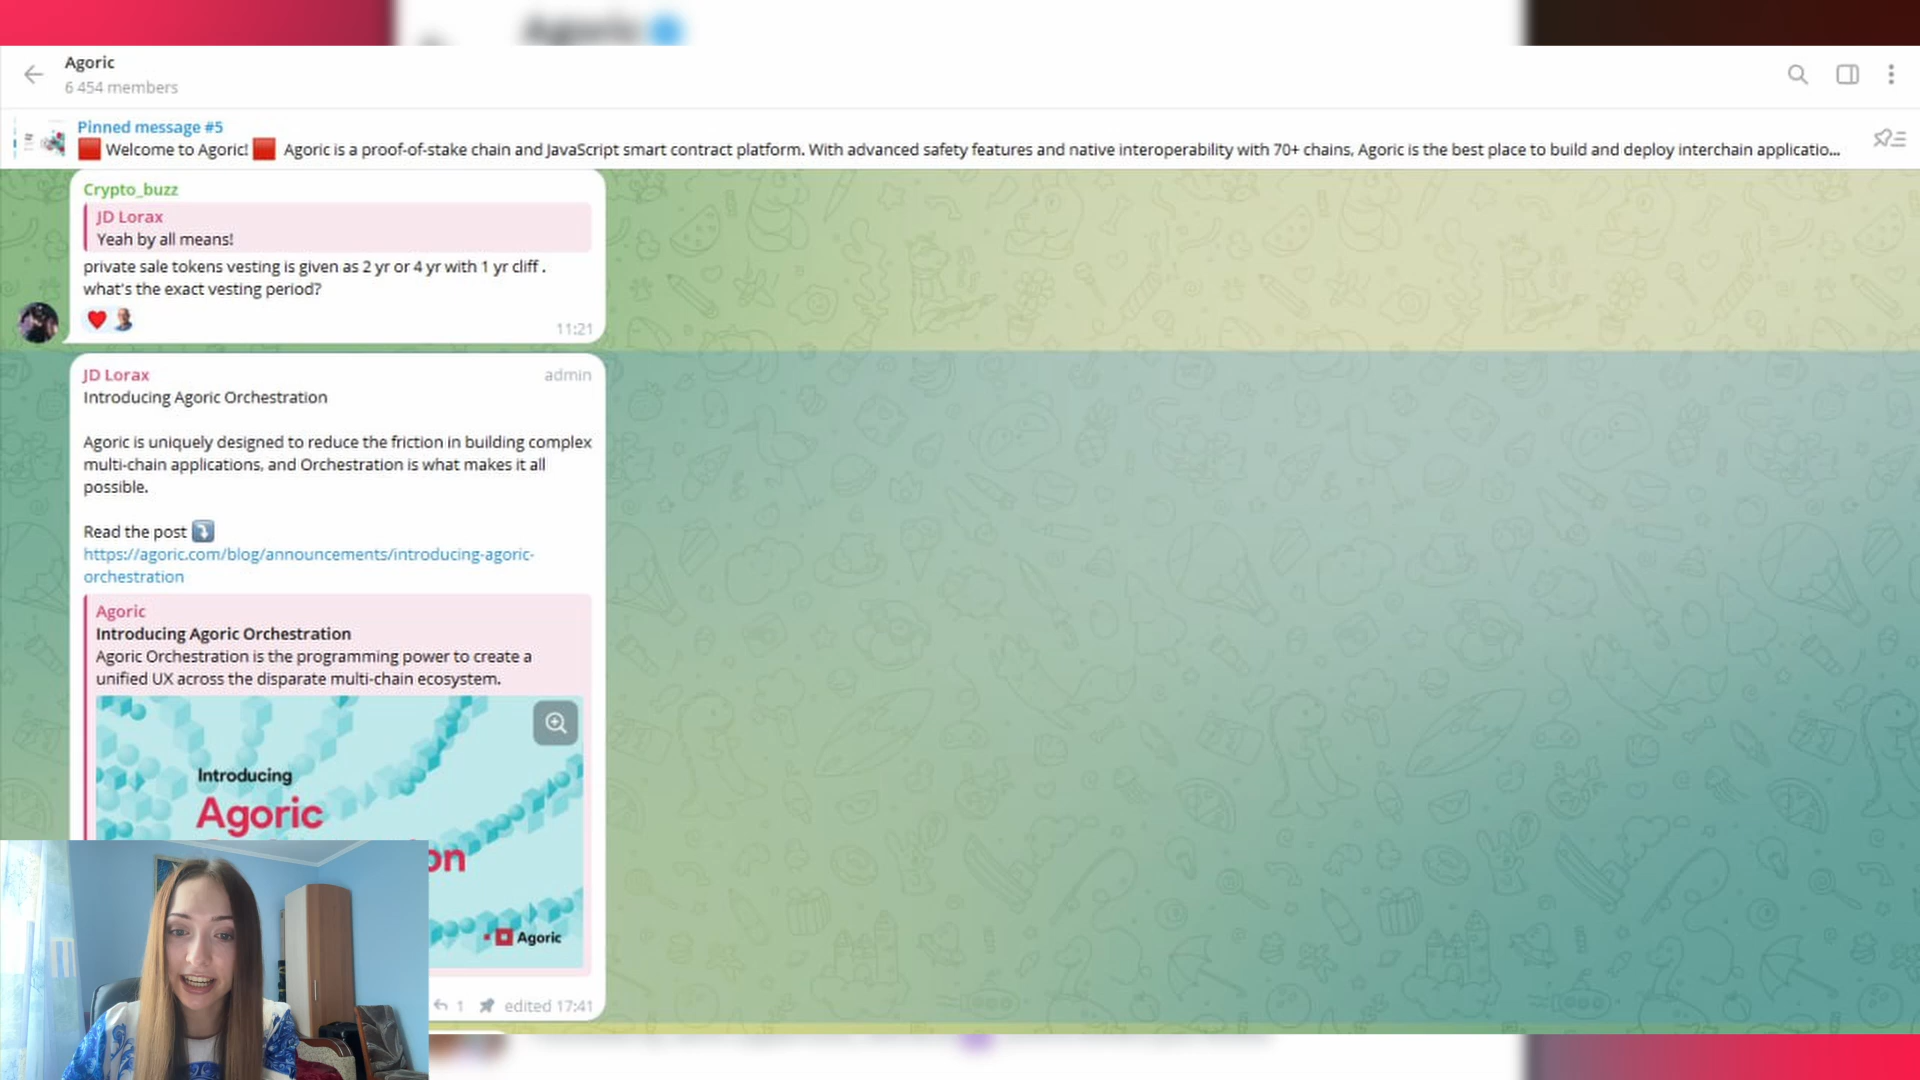 Agoric
Agoric
6 454 members
Pinned message #5
Welcome to Agoric! Agoric is a proof-of-stake chain and JavaScript smart contract platform. With advanced safety features and native interoperability with 70+ chains, Agoric is the best place to build and deploy interchain applicatio...
Crypto_buzz
JD Lorax
Yeah by all means!
private sale tokens vesting is given as 2 yr or 4 yr with 1 yr cliff .
what's the exact vesting period?
11:21
JD Lorax admin
Introducing Agoric Orchestration
Agoric is uniquely designed to reduce the friction in building complex
multi-chain applications, and Orchestration is what makes it all
possible.
Read the post
https://agoric.com/blog/announcements/introducing-agoric-
orchestration
Agoric
Introducing Agoric Orchestration
Agoric Orchestration is the programming power to create a
unified UX across the disparate multi-chain ecosystem.
Introducing
Agoric
on
Agoric
1 edited 17:41